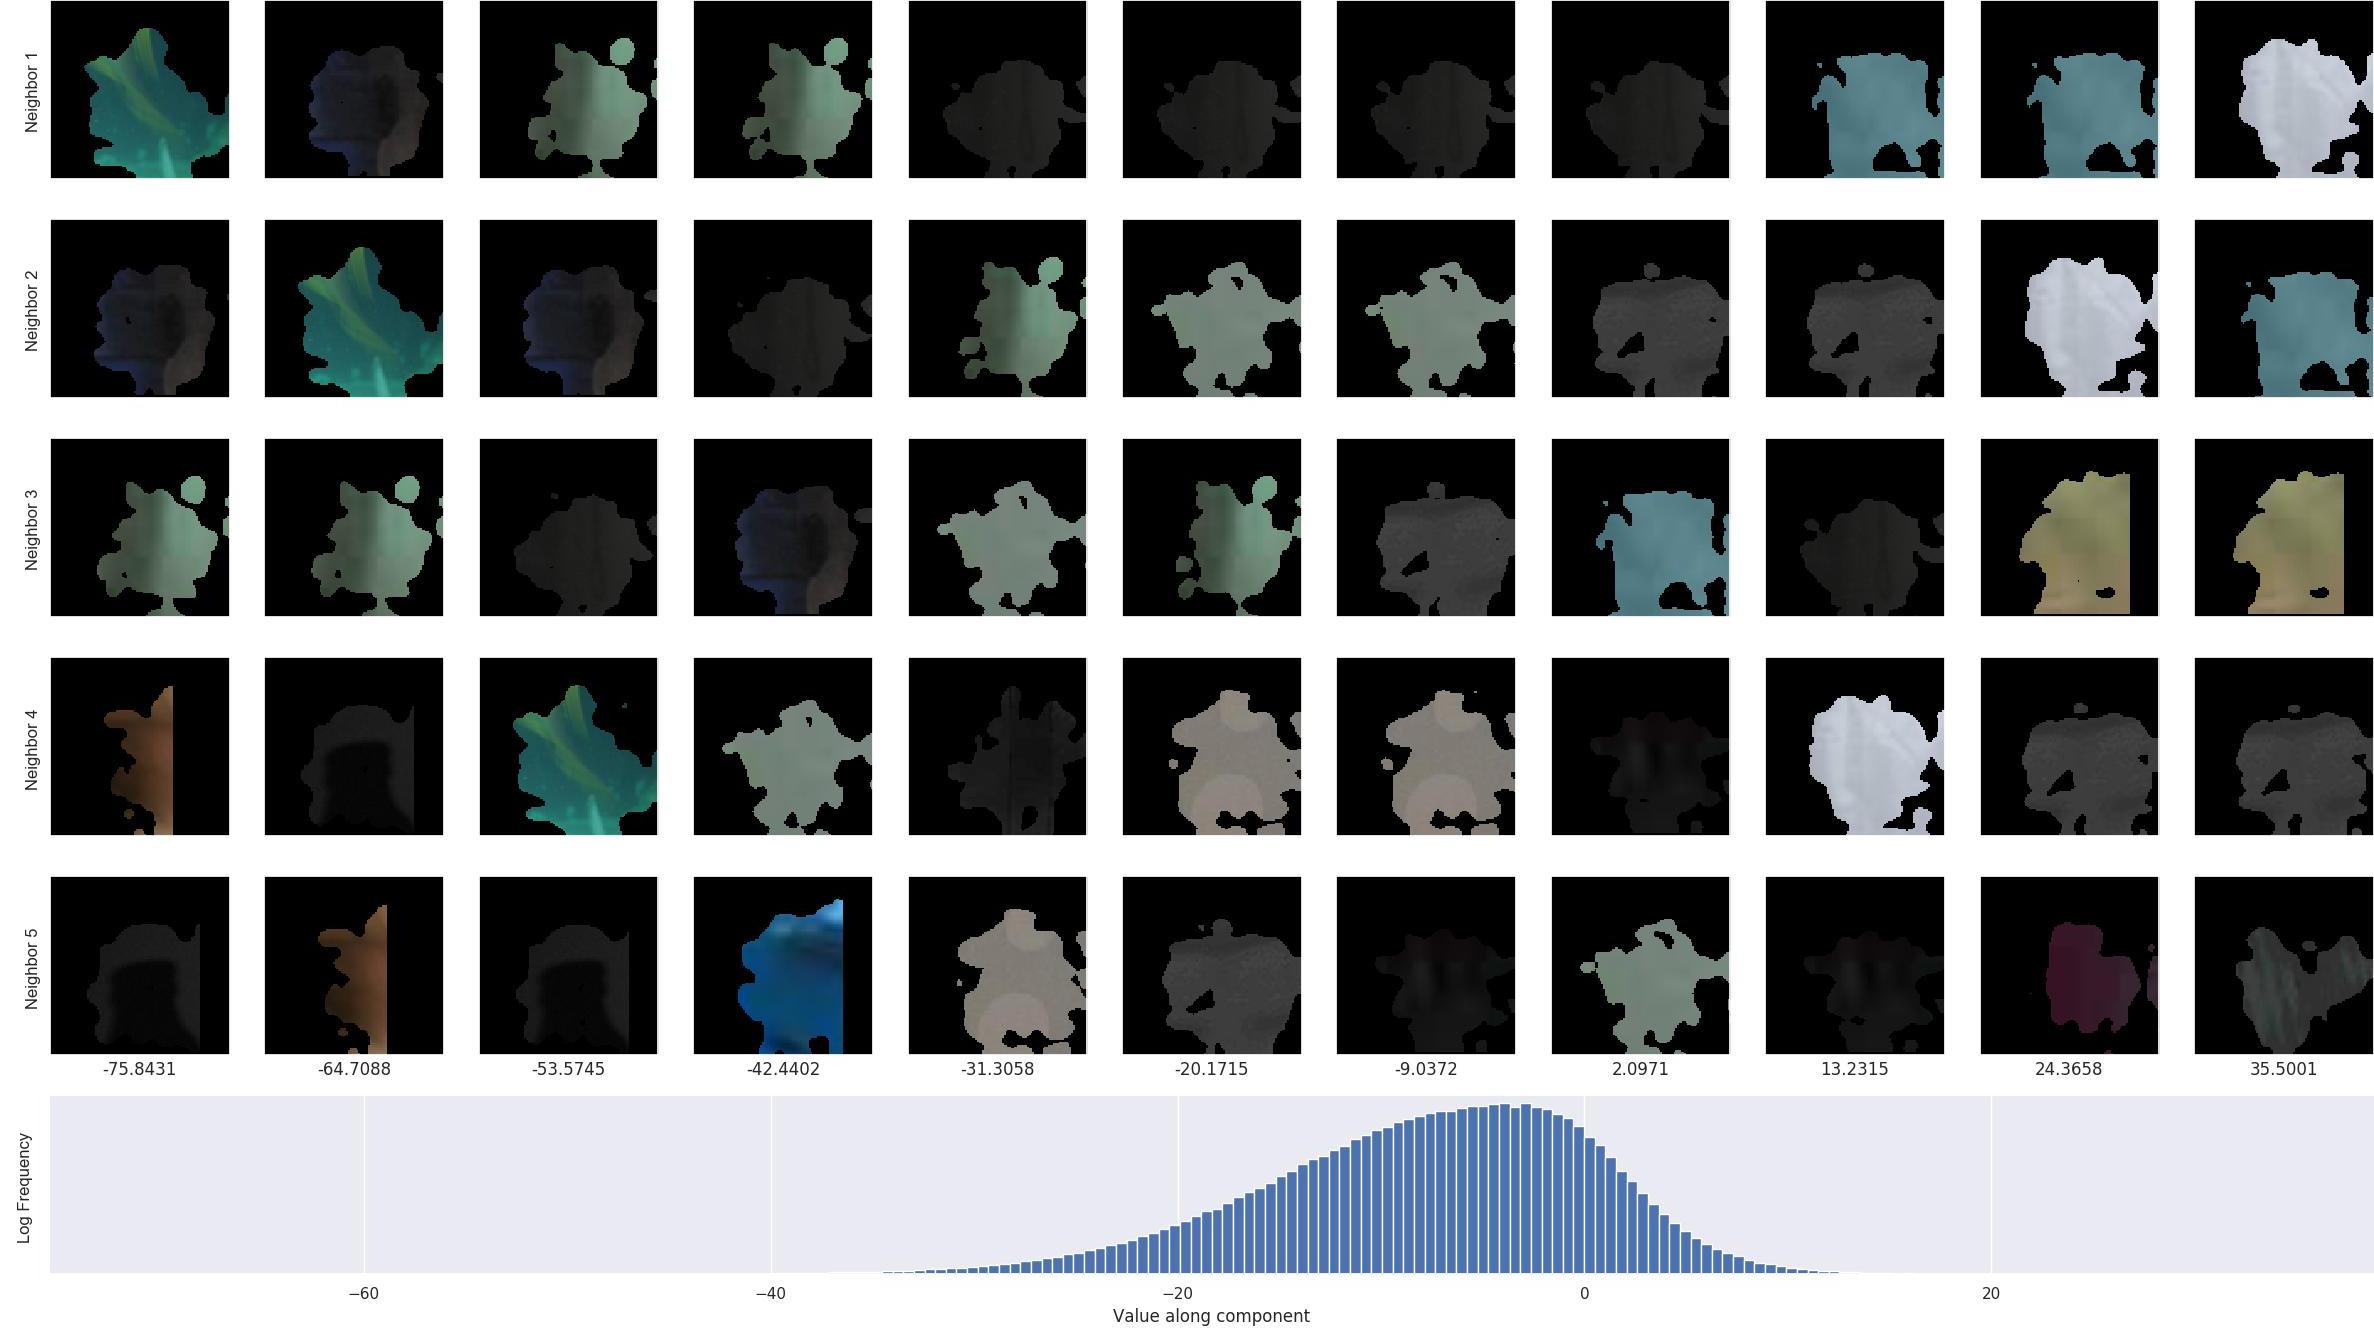 Neighbor 1
Neighbor 2
Neighbor 3
Neighbor 4
Neighbor 5
-75.8431 -64.7088 -53.5745 -42.4402 -31.3058 -20.1715 -9.0372 2.0971 13.2315 24.3658 35.5001
Log Frequency
−60 −40 −20 0 20
Value along component